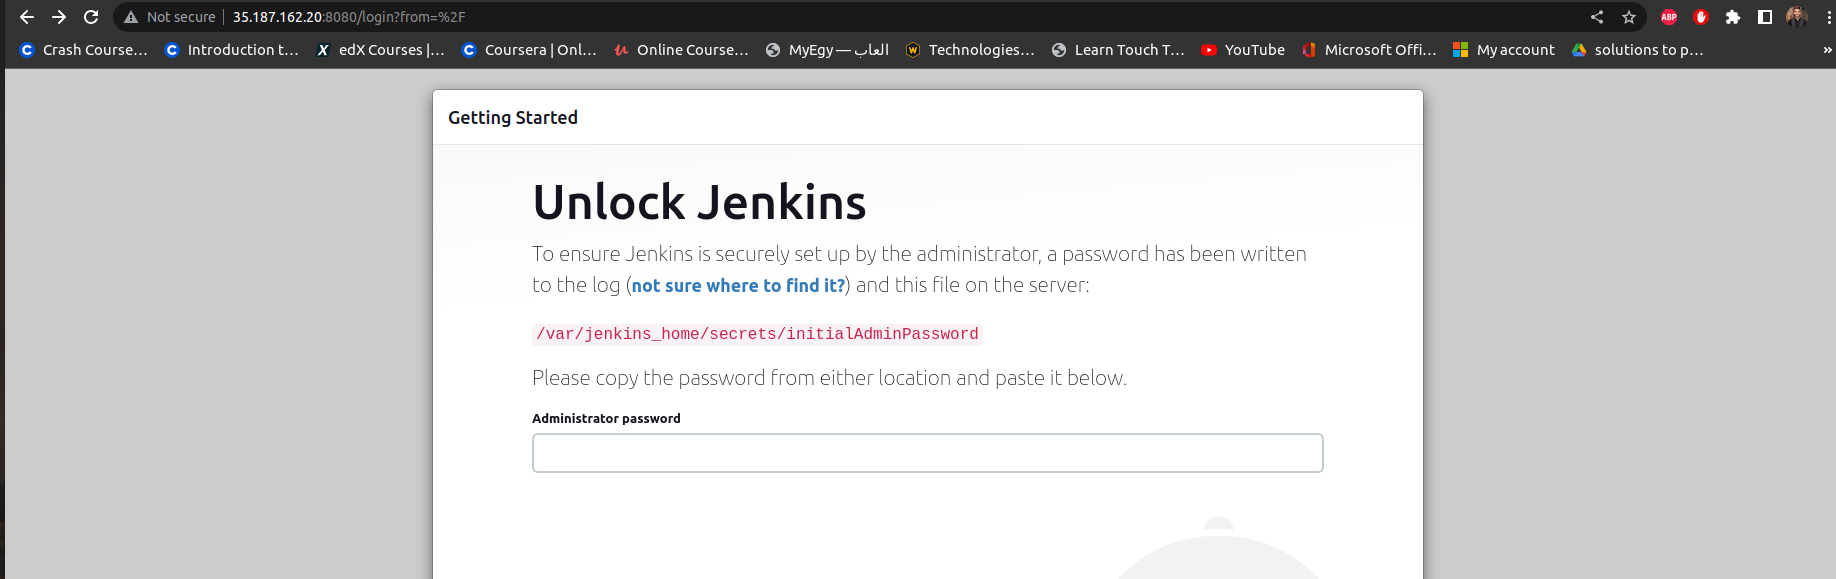 Not secure | 35.187.162.20:8080/login?from=%2F
ABP
Crash Course… Introduction t… edX Courses |… Coursera | Onl… Online Course… MyEgy — العاب Technologies… Learn Touch T… YouTube Microsoft Offi… My account solutions to p… »
Getting Started
Unlock Jenkins
To ensure Jenkins is securely set up by the administrator, a password has been written
to the log (not sure where to find it?) and this file on the server:
/var/jenkins_home/secrets/initialAdminPassword
Please copy the password from either location and paste it below.
Administrator password